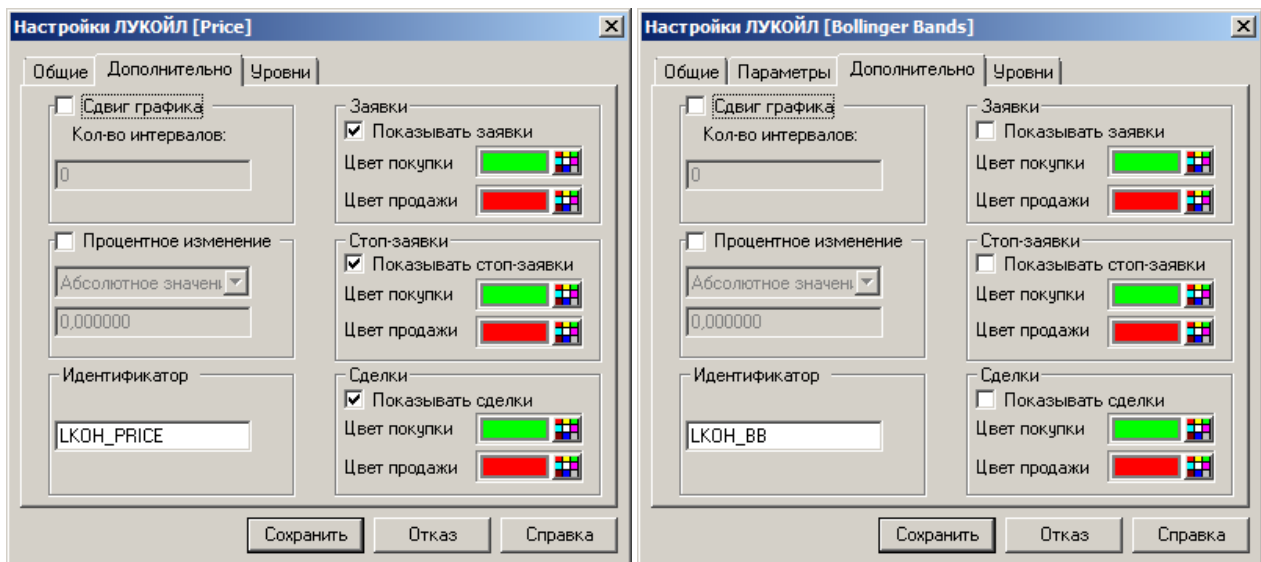 Настройки ЛУКОЙЛ [Price]
Общие Дополнительно Уровни
Сдвиг графика
Кол-во интервалов:
0
Процентное изменение
Абсолютное значени
0,000000
Идентификатор
LKOH_PRICE
Заявки
Показывать заявки
Цвет покупки
Цвет продажи
Стоп-заявки
Показывать стоп-заявки
Цвет покупки
Цвет продажи
Сделки
Показывать сделки
Цвет покупки
Цвет продажи
Сохранить Отказ Справка
Настройки ЛУКОЙЛ [Bollinger Bands]
Общие Параметры Дополнительно Уровни
Сдвиг графика
Кол-во интервалов:
0
Процентное изменение
Абсолютное значени
0,000000
Идентификатор
LKOH_BB
Заявки
Показывать заявки
Цвет покупки
Цвет продажи
Стоп-заявки
Показывать стоп-заявки
Цвет покупки
Цвет продажи
Сделки
Показывать сделки
Цвет покупки
Цвет продажи
Сохранить Отказ Справка